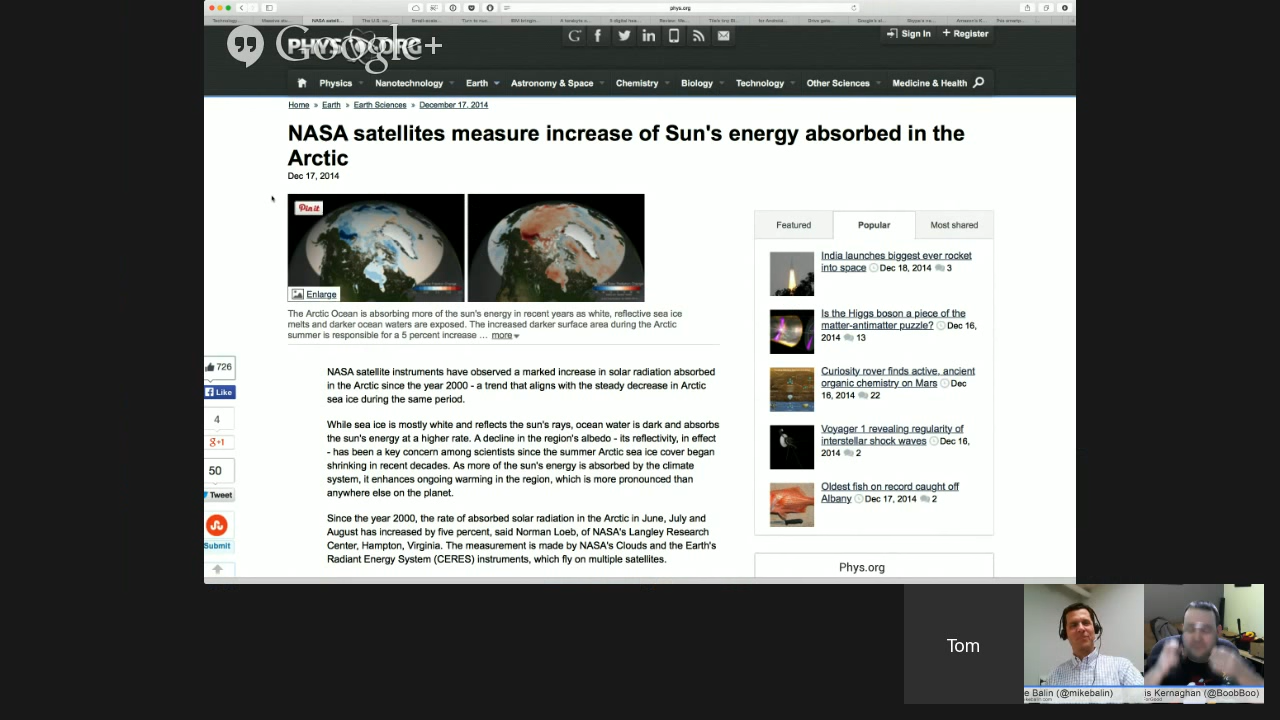 phys.org
Google+
PHYS.ORG
Sign In + Register
Physics Nanotechnology Earth Astronomy & Space Chemistry Biology Technology Other Sciences Medicine & Health
Home » Earth » Earth Sciences » December 17, 2014
NASA satellites measure increase of Sun's energy absorbed in the
Arctic
Dec 17, 2014
Pin it
Enlarge
The Arctic Ocean is absorbing more of the sun's energy in recent years as white, reflective sea ice
melts and darker ocean waters are exposed. The increased darker surface area during the Arctic
summer is responsible for a 5 percent increase ... more
NASA satellite instruments have observed a marked increase in solar radiation absorbed
in the Arctic since the year 2000 - a trend that aligns with the steady decrease in Arctic
sea ice during the same period.
While sea ice is mostly white and reflects the sun's rays, ocean water is dark and absorbs
the sun's energy at a higher rate. A decline in the region's albedo - its reflectivity, in effect
- has been a key concern among scientists since the summer Arctic sea ice cover began
shrinking in recent decades. As more of the sun's energy is absorbed by the climate
system, it enhances ongoing warming in the region, which is more pronounced than
anywhere else on the planet.
Since the year 2000, the rate of absorbed solar radiation in the Arctic in June, July and
August has increased by five percent, said Norman Loeb, of NASA's Langley Research
Center, Hampton, Virginia. The measurement is made by NASA's Clouds and the Earth's
Radiant Energy System (CERES) instruments, which fly on multiple satellites.
726
Like
4
g+1
50
Tweet
Submit
Featured Popular Most shared
India launches biggest ever rocket
into space Dec 18, 2014 3
Is the Higgs boson a piece of the
matter-antimatter puzzle? Dec 16,
2014 13
Curiosity rover finds active, ancient
organic chemistry on Mars Dec
16, 2014 22
Voyager 1 revealing regularity of
interstellar shock waves Dec 16,
2014 2
Oldest fish on record caught off
Albany Dec 17, 2014 2
Phys.org
Tom
e Balin (@mikebalin)
is Kernaghan (@BoobBoo)